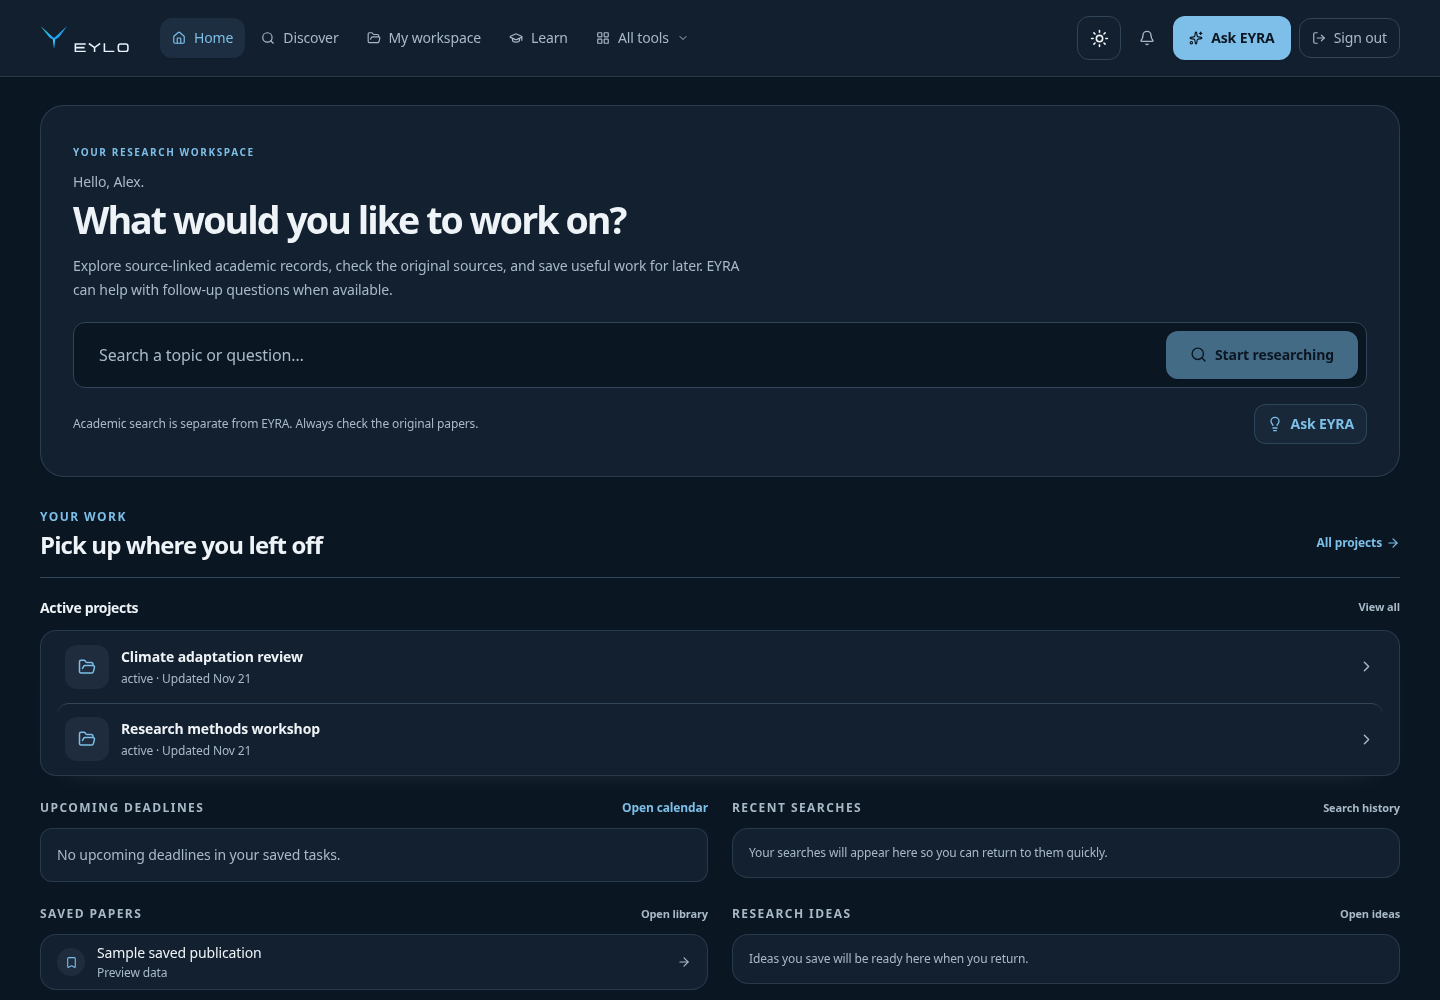 EYLO
Home
Discover
My workspace
Learn
All tools
Ask EYRA
Sign out
YOUR RESEARCH WORKSPACE
Hello, Alex.
What would you like to work on?
Explore source-linked academic records, check the original sources, and save useful work for later. EYRA
can help with follow-up questions when available.
Search a topic or question...
Start researching
Academic search is separate from EYRA. Always check the original papers.
Ask EYRA
YOUR WORK
Pick up where you left off
All projects
Active projects
View all
Climate adaptation review
active · Updated Nov 21
Research methods workshop
active · Updated Nov 21
UPCOMING DEADLINES
Open calendar
No upcoming deadlines in your saved tasks.
RECENT SEARCHES
Search history
Your searches will appear here so you can return to them quickly.
SAVED PAPERS
Open library
Sample saved publication
Preview data
RESEARCH IDEAS
Open ideas
Ideas you save will be ready here when you return.